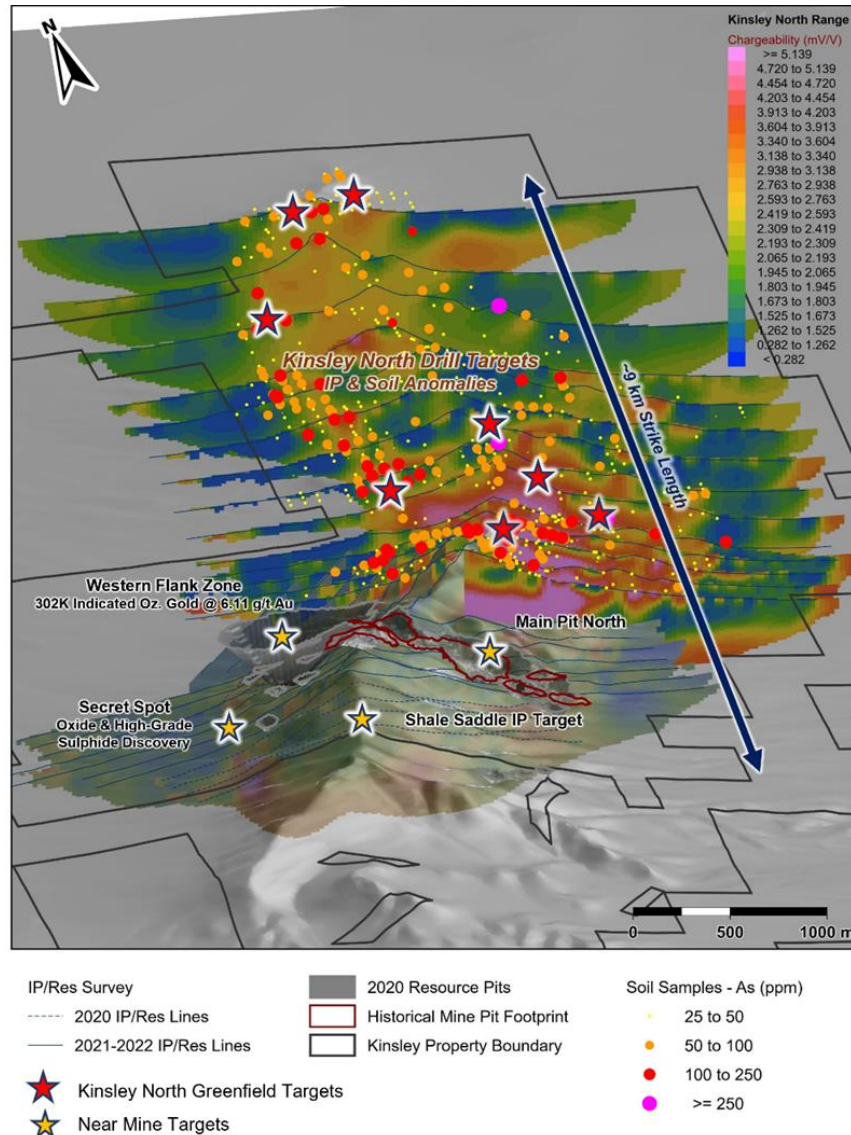 N
Kinsley North Range
Chargeability (mV/V)
>= 5.139
4.720 to 5.139
4.454 to 4.720
4.203 to 4.454
3.913 to 4.203
3.604 to 3.913
3.340 to 3.604
3.138 to 3.340
2.938 to 3.138
2.763 to 2.938
2.593 to 2.763
2.419 to 2.593
2.309 to 2.419
2.193 to 2.309
2.065 to 2.193
1.945 to 2.065
1.803 to 1.945
1.673 to 1.803
1.525 to 1.673
1.262 to 1.525
0.282 to 1.262
< 0.282
Kinsley North Drill Targets
IP & Soil Anomalies
~9 km Strike Length
Western Flank Zone
302K Indicated Oz. Gold @ 6.11 g/t Au
Main Pit North
Secret Spot
Oxide & High-Grade
Sulphide Discovery
Shale Saddle IP Target
0 500 1000 m
IP/Res Survey
2020 IP/Res Lines
2021-2022 IP/Res Lines
Kinsley North Greenfield Targets
Near Mine Targets
2020 Resource Pits
Historical Mine Pit Footprint
Kinsley Property Boundary
Soil Samples - As (ppm)
25 to 50
50 to 100
100 to 250
>= 250